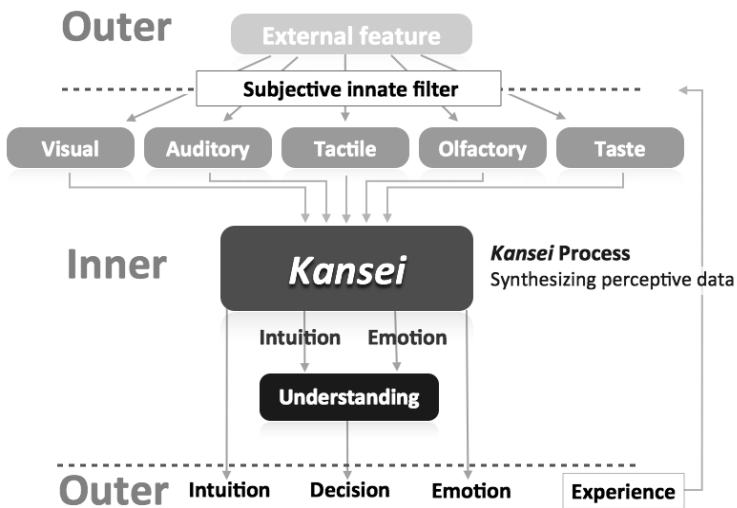 Outer
External feature
Subjective innate filter
Visual
Auditory
Tactile
Olfactory
Taste
Inner
Kansei
Kansei Process
Synthesizing perceptive data
Intuition
Emotion
Understanding
Outer
Intuition
Decision
Emotion
Experience